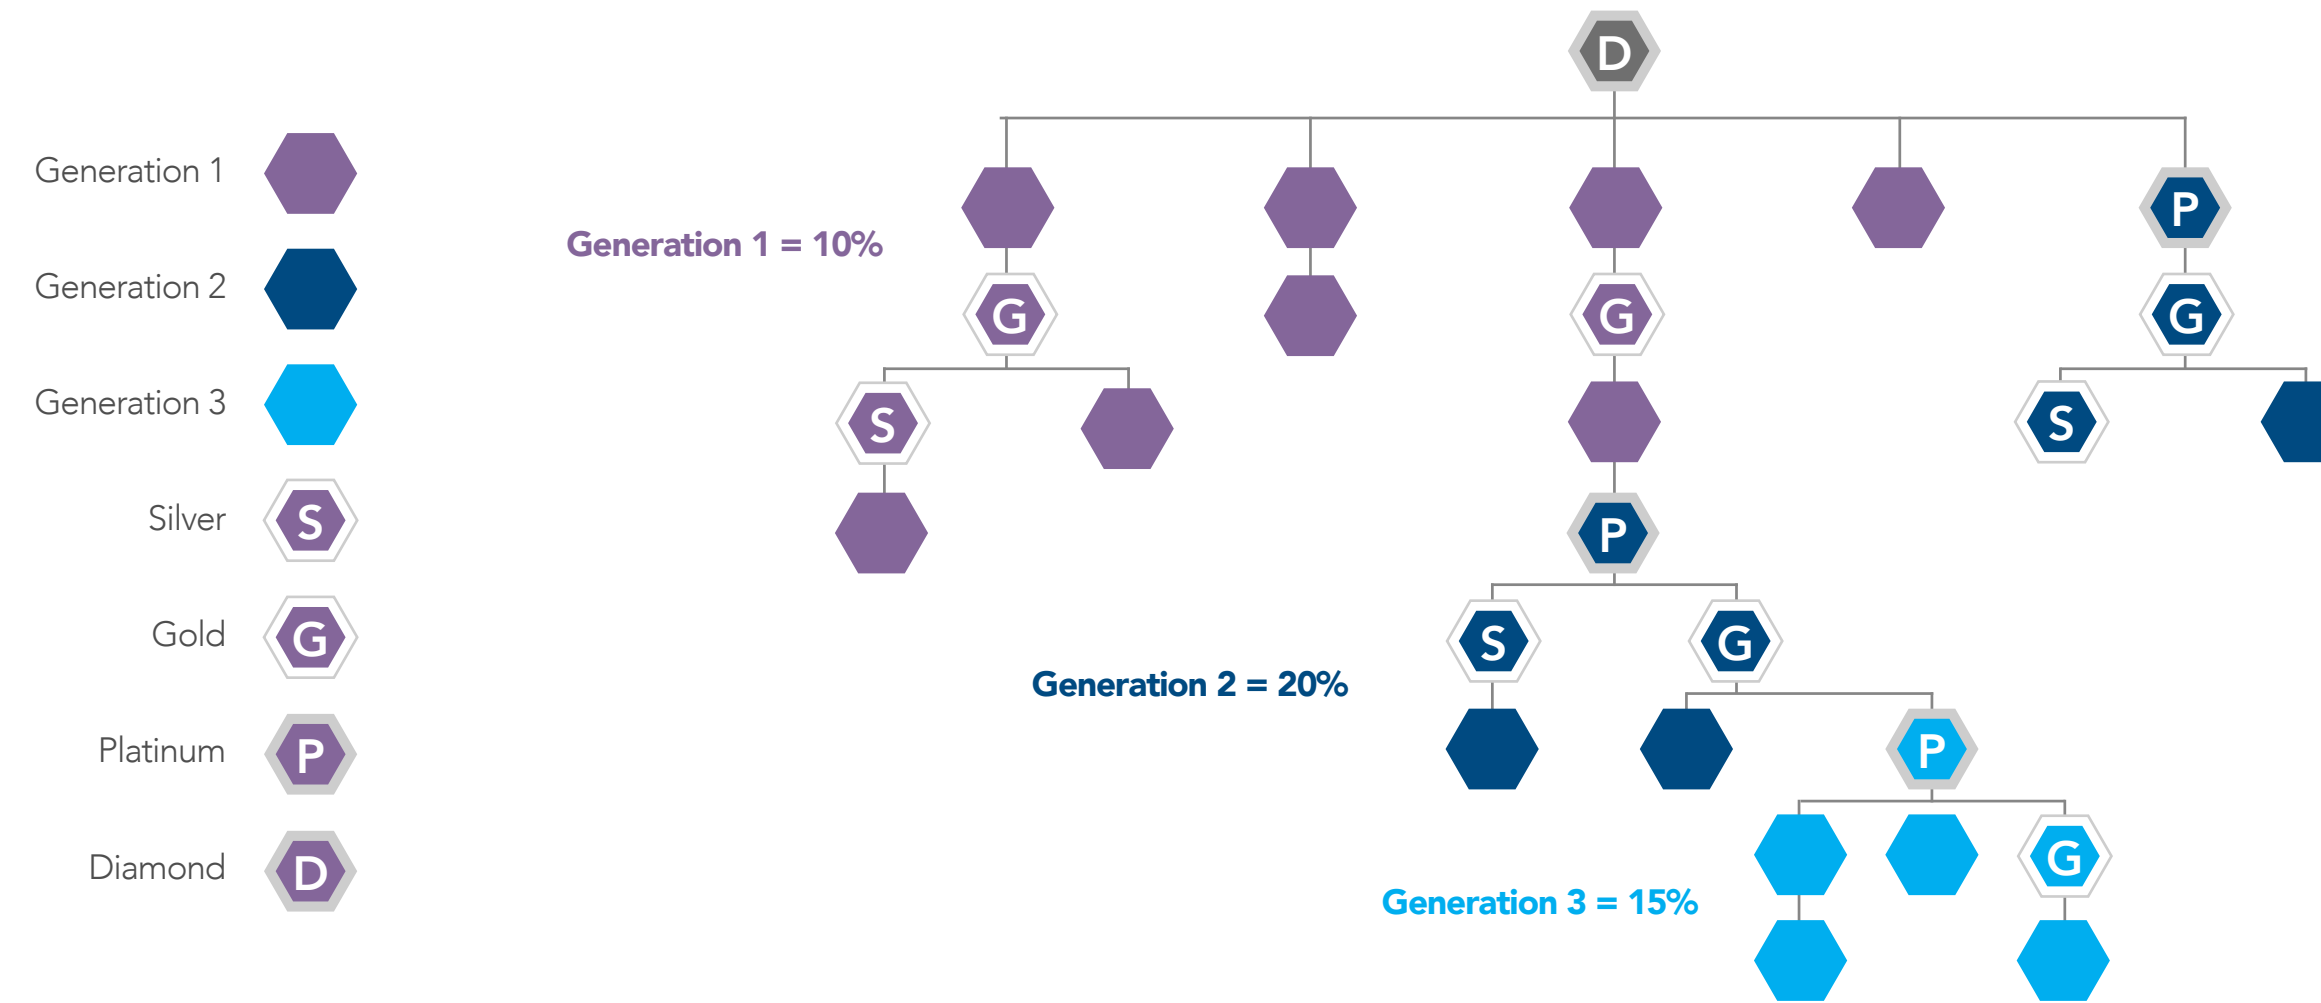 D
Generation 1
P
Generation 1 = 10%
Generation 2
G
G
G
Generation 3
S
S
Silver
S
P
Gold
G
S
G
Generation 2 = 20%
Platinum
P
P
Diamond
D
G
Generation 3 = 15%